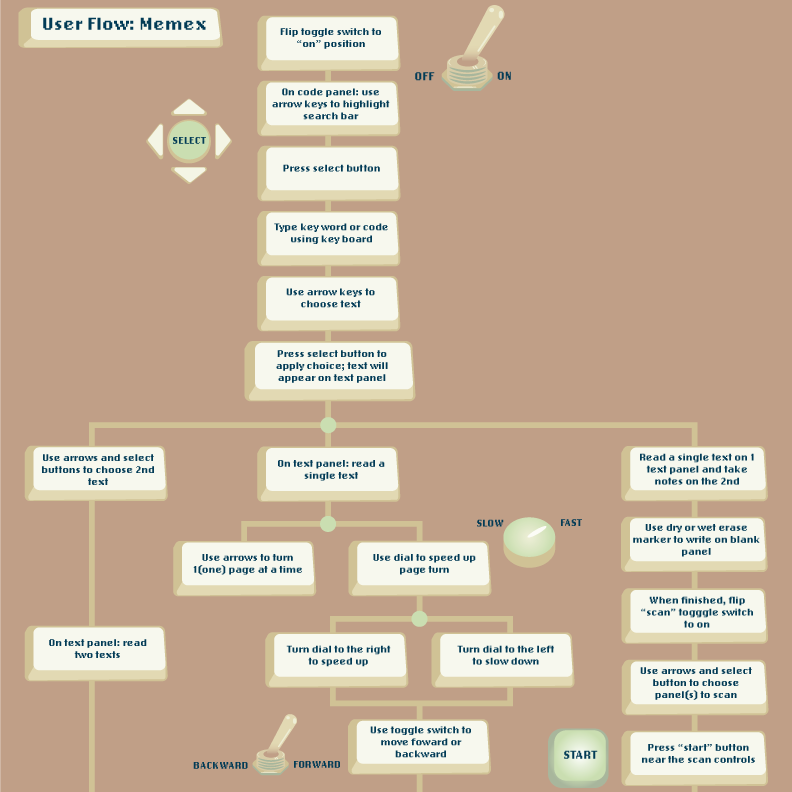 User Flow: Memex
Flip toggle switch to
“on” position
OFF
ON
On code panel: use
arrow keys to highlight
search bar
SELECT
Press select button
Type key word or code
using key board
Use arrow keys to
choose text
Press select button to
apply choice; text will
appear on text panel
Use arrows and select
buttons to choose 2nd
text
On text panel: read a
single text
Read a single text on 1
text panel and take
notes on the 2nd
SLOW
FAST
Use dry or wet erase
marker to write on blank
panel
Use arrows to turn
1(one) page at a time
Use dial to speed up
page turn
When finished, flip
“scan” togggle switch
to on
On text panel: read
two texts
Turn dial to the right
to speed up
Turn dial to the left
to slow down
Use arrows and select
button to choose
panel(s) to scan
Use toggle switch to
move foward or
backward
BACKWARD
FORWARD
START
Press “start” button
near the scan controls